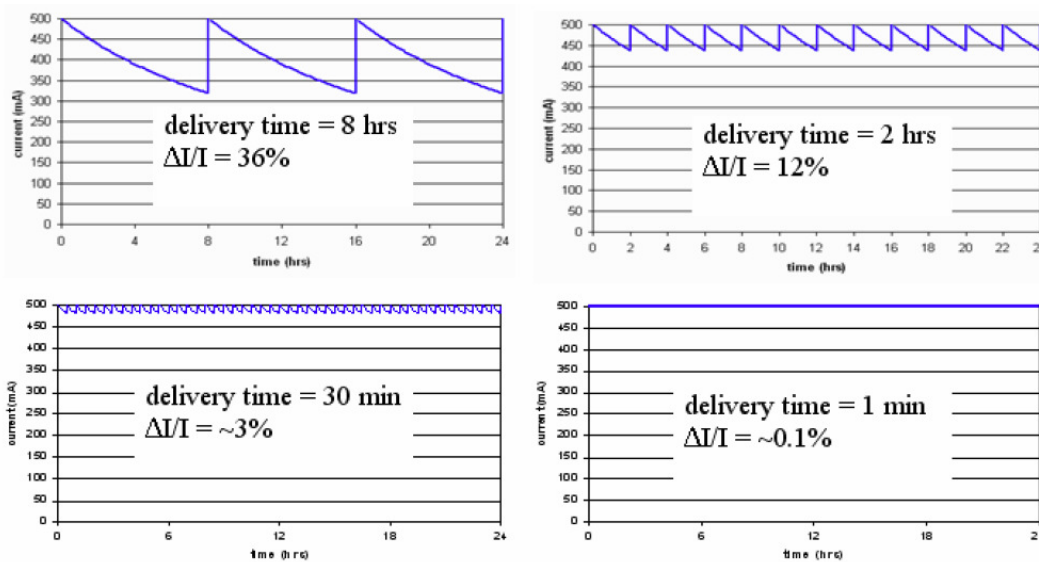 500
450
400
350
300
250
200
150
100
50
0
current (mA)
delivery time = 8 hrs
ΔI/I = 36%
0 4 8 12 16 20 24
time (hrs)
500
450
400
350
300
250
200
150
100
50
0
current (mA)
delivery time = 2 hrs
ΔI/I = 12%
0 2 4 6 8 10 12 14 16 18 20 22 2
time (hrs)
500
450
400
350
300
250
200
150
100
50
0
current (mA)
delivery time = 30 min
ΔI/I = ~3%
0 6 12 18 24
time (hrs)
500
450
400
350
300
250
200
150
100
50
0
current (mA)
delivery time = 1 min
ΔI/I = ~0.1%
0 6 12 18 2
time (hrs)